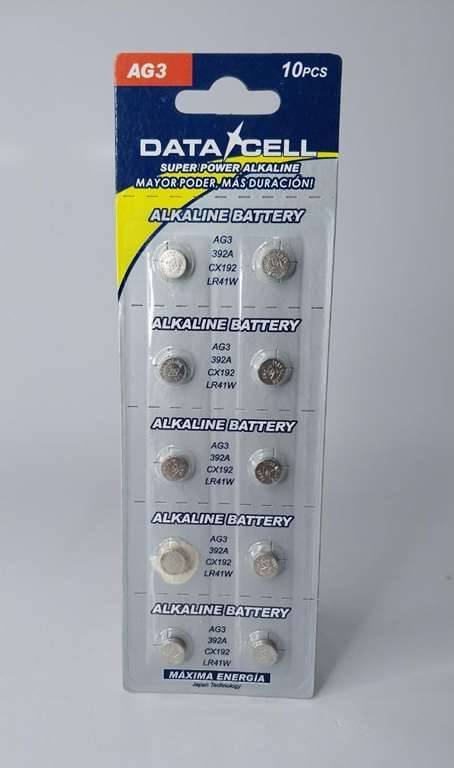 AG3
10PCS
DATA CELL
SUPER POWER ALKALINE
MAYOR PODER, MÁS DURACIÓN!
ALKALINE BATTERY
AG3
392A
CX192
LR41W
ALKALINE BATTERY
AG3
392A
CX192
LR41W
ALKALINE BATTERY
AG3
392A
CX192
LR41W
ALKALINE BATTERY
AG3
392A
CX192
LR41W
ALKALINE BATTERY
AG3
392A
CX192
LR41W
MÁXIMA ENERGÍA
Japan Technology